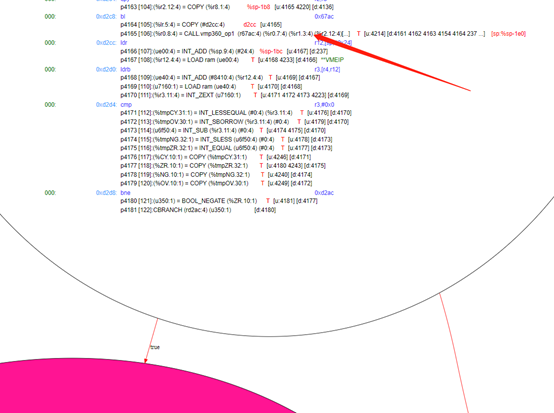 p4163 [104]:(%r2.12:4) = COPY (%r8.1:4) %sp-1b8 [u:4165 4220] [d:4136]
000: 0xd2c8: bl 0x67ac
p4164 [105]:(%lr.5:4) = COPY (#d2cc:4) d2cc [u:4165]
p4165 [106]:(%r0.8:4) = CALL vmp360_op1 (r67ac:4) (%r0.7:4) (%r1.3:4) (%r2.12:4)[... T [u:4214] [d:4161 4162 4163 4154 4164 237 ...] [sp:%sp-1e0]
000: 0xd2cc: ldr
p4166 [107]:(ue00:4) = INT_ADD (%sp:9:4) (#24:4) %sp-1bc [u:4167] [d:237]
p4167 [108]:(%r12.4:4) = LOAD ram (ue00:4) T [u:4168 4233] [d:4166] "VMEIP
000: 0xd2d0: ldrb r3,[r4,r12]
p4168 [109]:(ue40:4) = INT_ADD (#8410:4) (%r12.4:4) T [u:4169] [d:4167]
p4169 [110]:(u7160:1) = LOAD ram (ue40:4) T [u:4170] [d:4168]
p4170 [111]:(%r3.11:4) = INT_ZEXT (u7160:1) T [u:4171 4172 4173 4223] [d:4169]
000: 0xd2d4: cmp r3,#0x0
p4171 [112]:(%tmpCY.31:1) = INT_LESSEQUAL (#0:4) (%r3.11:4) T [u:4176] [d:4170]
p4172 [113]:(%tmpOV.30:1) = INT_SBORROW (%r3.11:4) (#0:4) T [u:4179] [d:4170]
p4173 [114]:(u6f50:4) = INT_SUB (%r3.11:4) (#0:4) T [u:4174 4175] [d:4170]
p4174 [115]:(%tmpNG.32:1) = INT_SLESS (u6f50:4) (#0:4) T [u:4178] [d:4173]
p4175 [116]:(%tmpZR.32:1) = INT_EQUAL (u6f50:4) (#0:4) T [u:4177] [d:4173]
p4176 [117]:(%CY.10:1) = COPY (%tmpCY.31:1) T [u:4246] [d:4171]
p4177 [118]:(%ZR.10:1) = COPY (%tmpZR.32:1) T [u:4180 4243] [d:4175]
p4178 [119]:(%NG.10:1) = COPY (%tmpNG.32:1) T [u:4240] [d:4174]
p4179 [120]:(%OV.10:1) = COPY (%tmpOV.30:1) T [u:4249] [d:4172]
000: 0xd2d8: bne 0xd2ac
p4180 [121]:(u350:1) = BOOL_NEGATE (%ZR.10:1) T [u:4181] [d:4177]
p4181 [122]:CBRANCH (rd2ac:4) (u350:1) [d:4180]
true